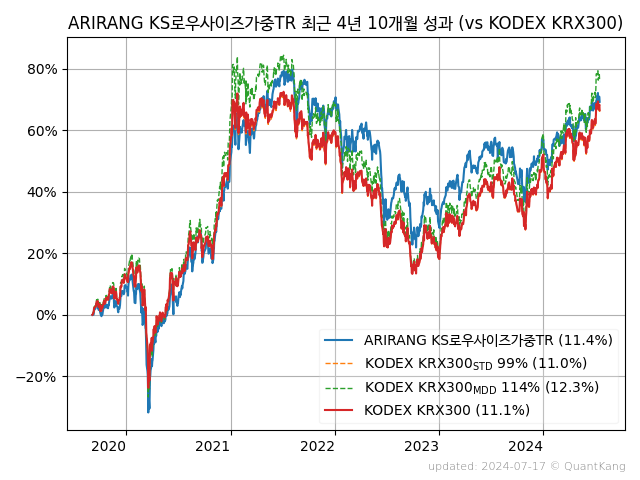 ARIRANG KS로우사이즈가중TR 최근 4년 10개월 성과 (vs KODEX KRX300)
80%
60%
40%
20%
0%
−20%
ARIRANG KS로우사이즈가중TR (11.4%)
KODEX KRX300STD 99% (11.0%)
KODEX KRX300MDD 114% (12.3%)
KODEX KRX300 (11.1%)
2020 2021 2022 2023 2024
updated: 2024-07-17 © QuantKang